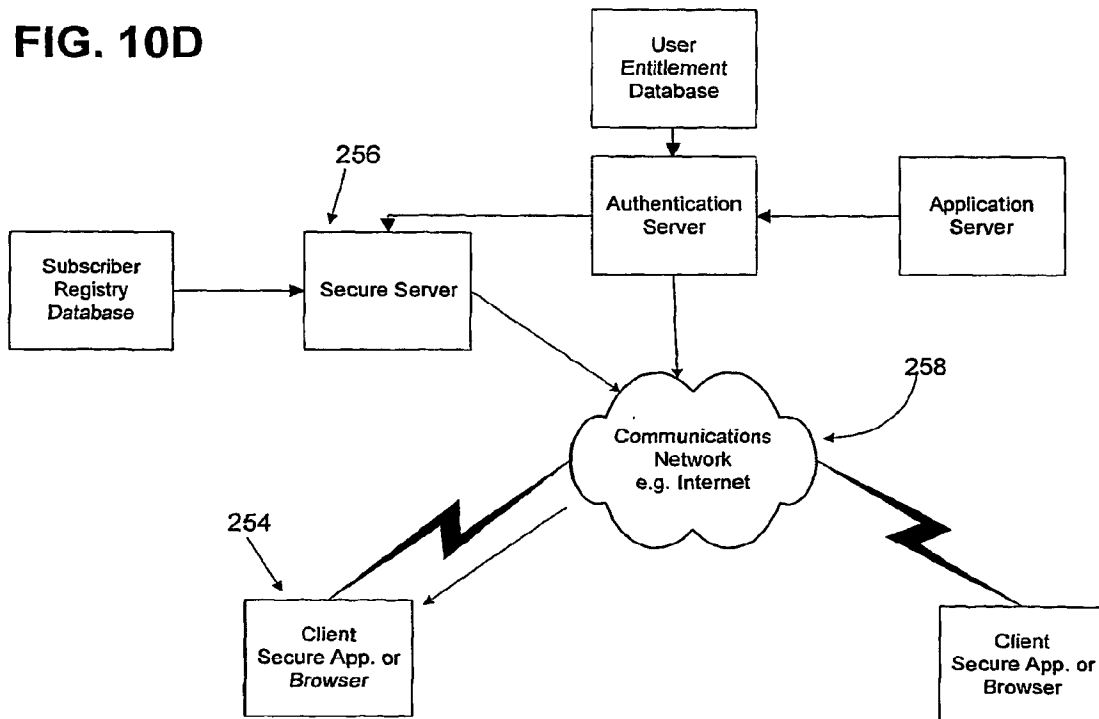 FIG. 10D
User
Entitlement
Database
256
Authentication
Server
Application
Server
Subscriber
Registry
Database
Secure Server
258
Communications
Network
e.g. Internet
254
Client
Secure App. or
Browser
Client
Secure App. or
Browser